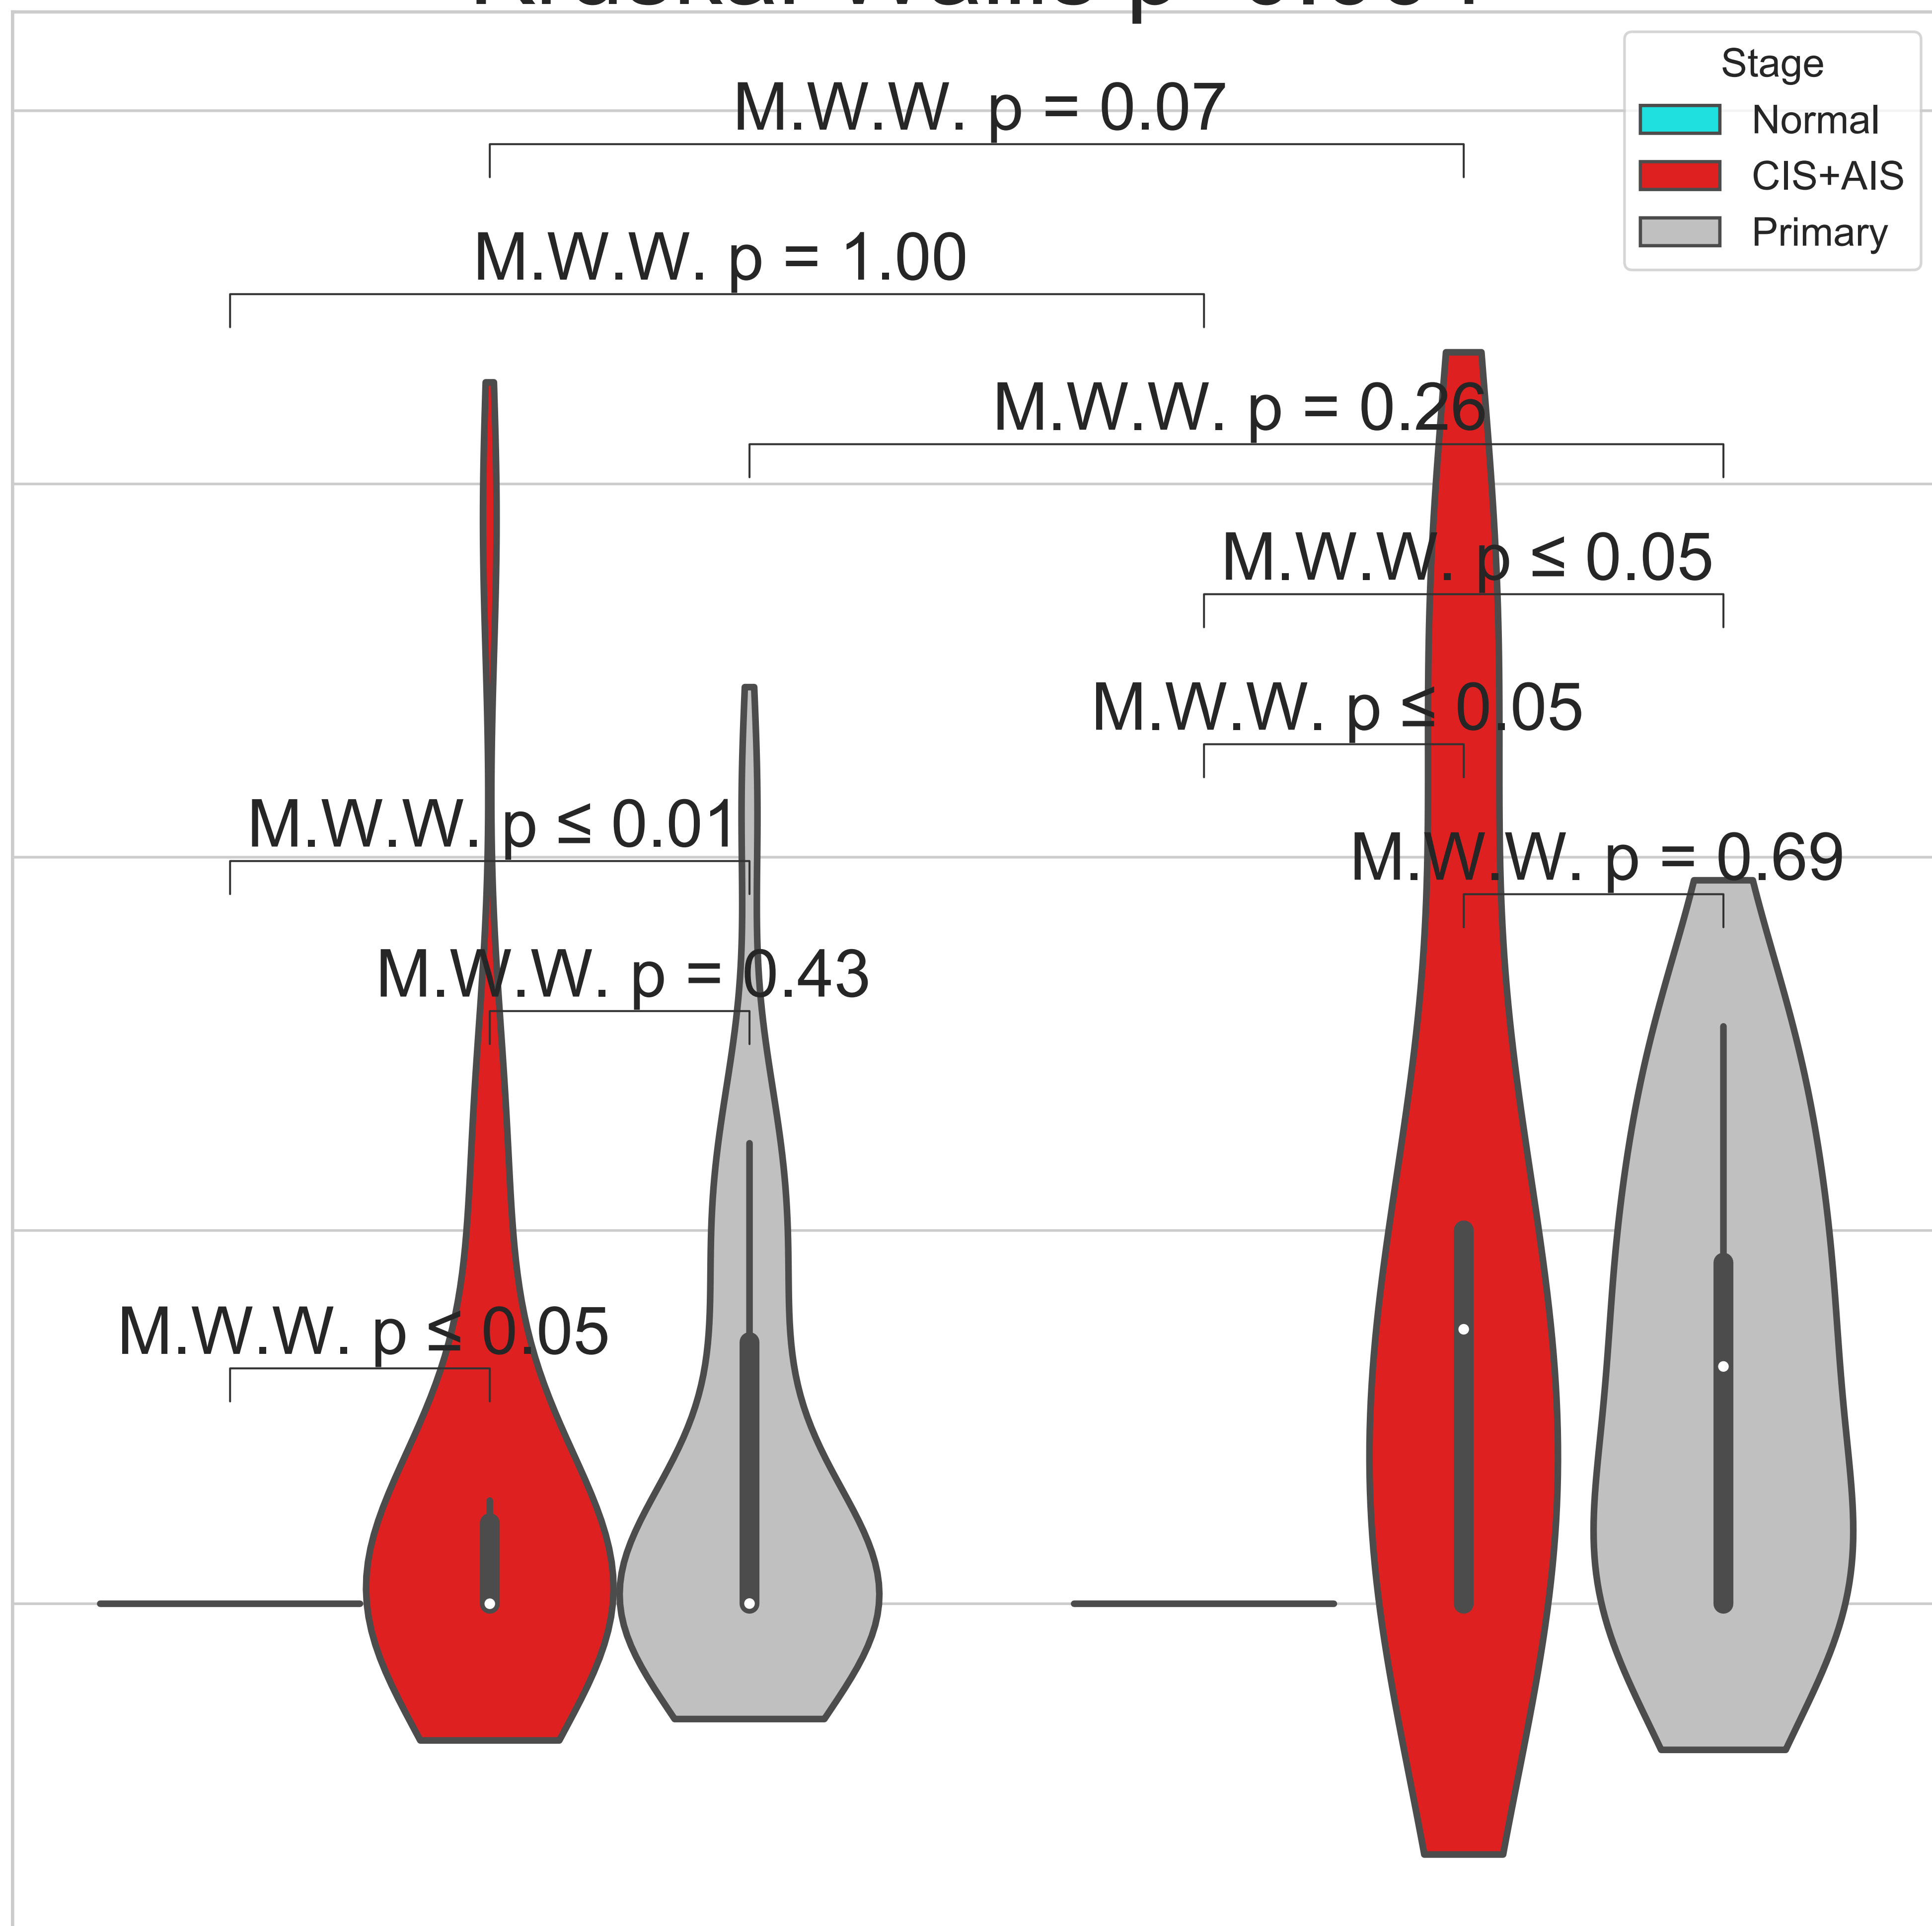 M.W.W. p = 0.07
Stage
Normal
CIS+AIS
Primary
M.W.W. p = 1.00
M.W.W. p = 0.26
M.W.W. p ≤ 0.05
M.W.W. p ≤ 0.05
M.W.W. p ≤ 0.01
M.W.W. p = 0.69
M.W.W. p = 0.43
M.W.W. p ≤ 0.05